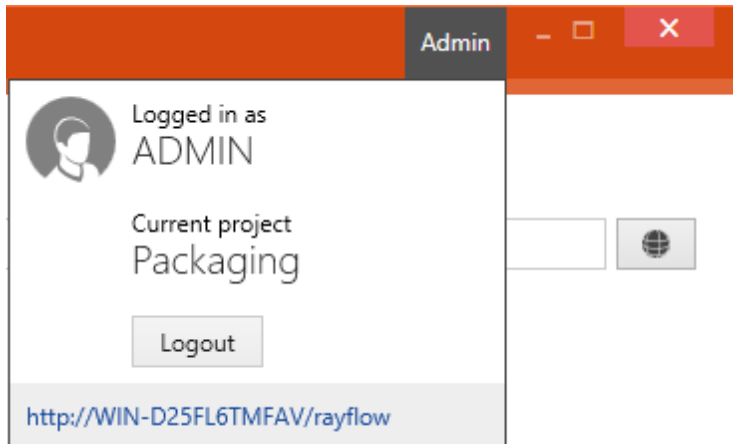 Admin
Logged in as
ADMIN
Current project
Packaging
Logout
http://WIN-D25FL6TMFAV/rayflow